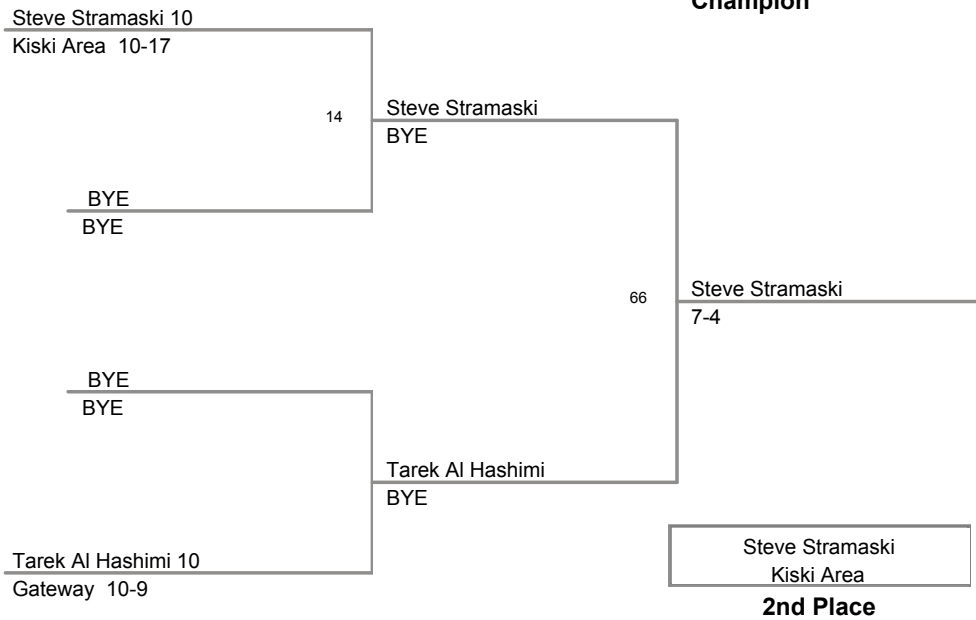 Champion
Steve Stramaski 10
Kiski Area 10-17
14
Steve Stramaski
BYE
BYE
BYE
66
Steve Stramaski
7-4
BYE
BYE
Tarek Al Hashimi
BYE
Tarek Al Hashimi 10
Gateway 10-9
Steve Stramaski
Kiski Area
2nd Place